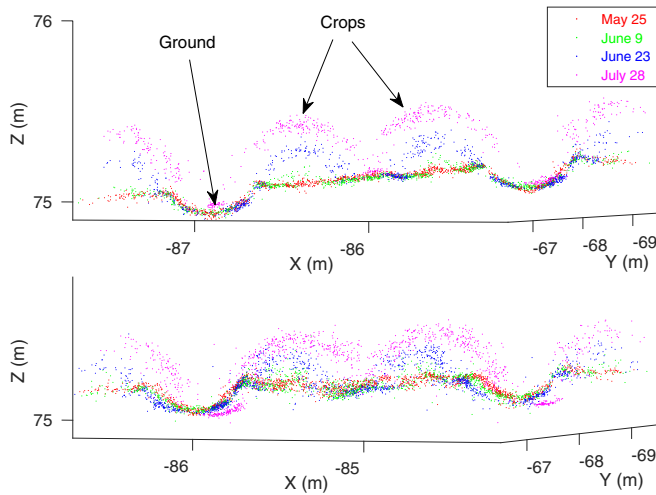 76
Ground
Crops
May 25
June 9
June 23
July 28
Z (m)
75
-87
-86
-67
-68
-69
X (m)
Y (m)
Z (m)
75
-86
-85
-67
-68
-69
X (m)
Y (m)